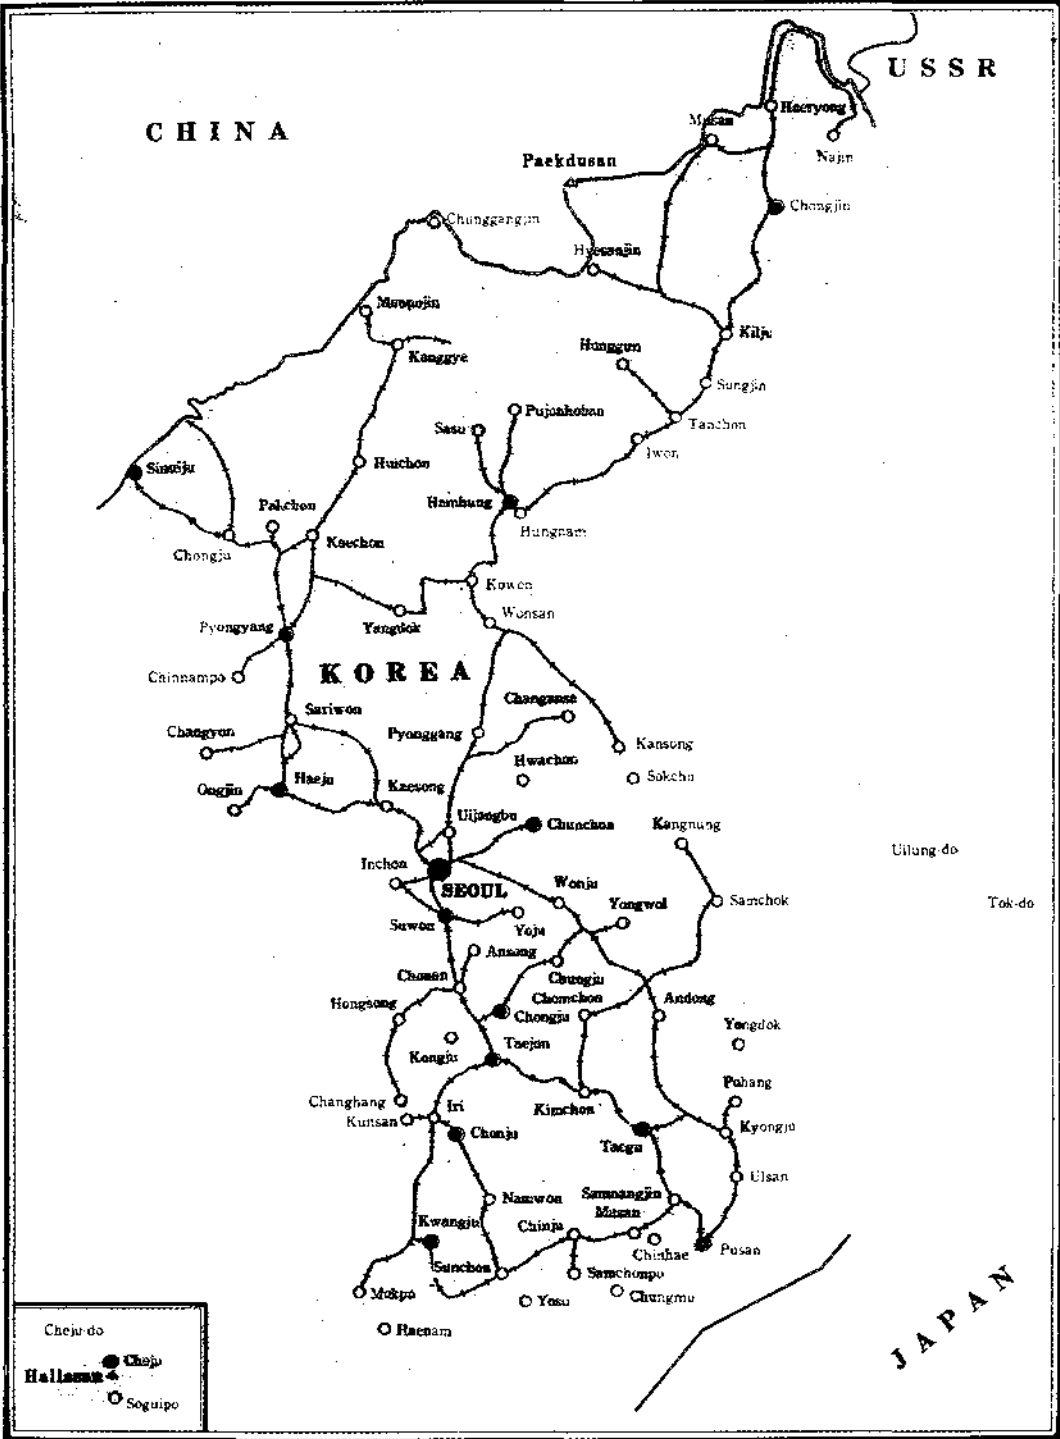 USSR
CHINA
Hoeryong
Musan
Najin
Paekdusan
Chongjin
Chunggangjin
Hyesanjin
Manpojin
Kilju
Honggun
Kanggye
Sungjin
Pujonhoban
Tanchon
Sasu
Iwon
Huichon
Sinuiju
Hamhung
Pakchon
Hungnam
Kaechon
Chongju
Kowon
Wonsan
Yangdok
Pyongyang
KOREA
Chinnampo
Changansa
Sariwon
Changyon
Pyonggang
Kansong
Hwachon
Sokcho
Haeju
Kaesong
Ongjin
Uijongbu
Chunchon
Kangnung
Uilung-do
Inchon
Wonju
SEOUL
Yongwol
Samchok
Tok-do
Suwon
Yoju
Ansong
Chonan
Chungju
Chomchon
Andong
Hongsong
Chongju
Yongdok
Taejon
Kongju
Pohang
Changhang
Iri
Kimchon
Kunsan
Kyongju
Chonju
Taegu
Ulsan
Namwon
Samnangjin
Masan
Kwangju
Chinju
Pusan
Chinhae
Sunchon
Samchonpo
Mokpo
Yosu
Chungmu
Haenam
JAPAN
Cheju-do
Cheju
Hallasan
Soguipo